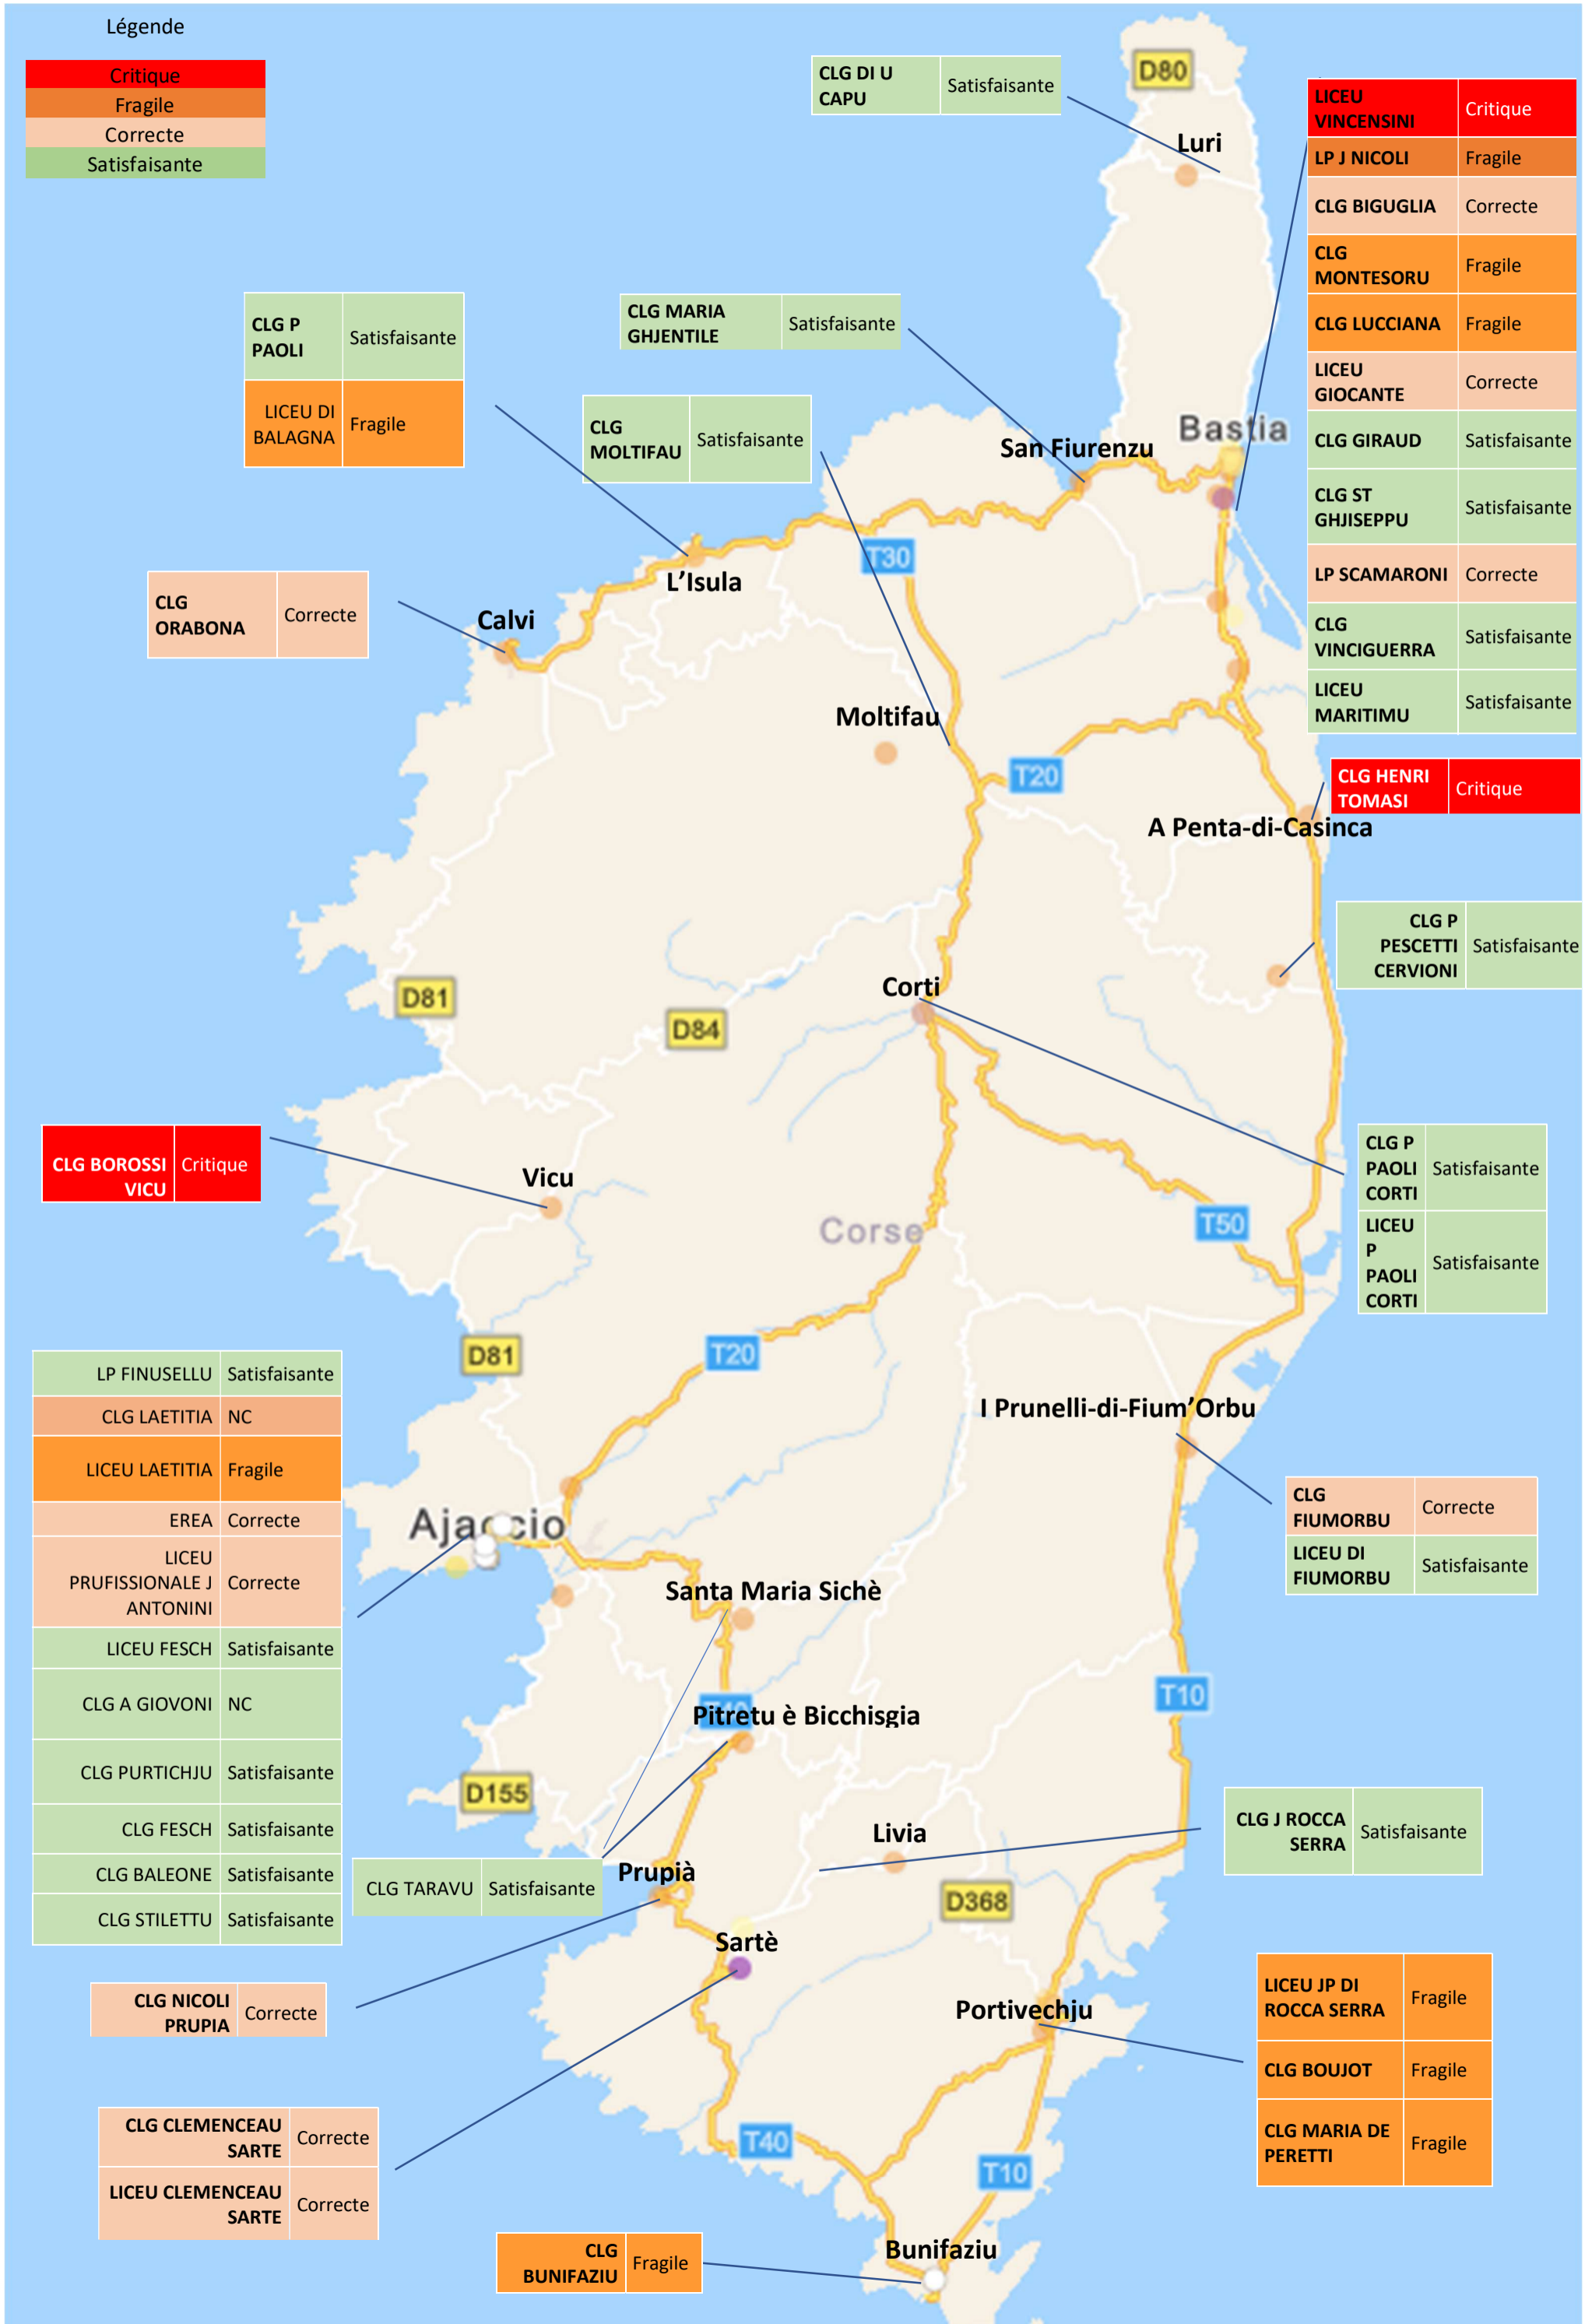 Légende
Critique
Fragile
Correcte
Satisfaisante
CLG DI U
CAPU
Satisfaisante
D80
Luri
LICEU
VINCENSINI
Critique
LP J NICOLI
Fragile
CLG BIGUGLIA
Correcte
CLG
MONTESORU
Fragile
CLG LUCCIANA
Fragile
LICEU
GIOCANTE
Correcte
CLG GIRAUD
Satisfaisante
CLG ST
GHJISEPPU
Satisfaisante
LP SCAMARONI
Correcte
CLG
VINCIGUERRA
Satisfaisante
LICEU
MARITIMU
Satisfaisante
CLG P
PAOLI
Satisfaisante
LICEU DI
BALAGNA
Fragile
CLG MARIA
GHJENTILE
Satisfaisante
CLG
MOLTIFAU
Satisfaisante
Bastia
San Fiurenzu
T30
L'Isula
CLG
ORABONA
Correcte
Calvi
Moltifau
T20
CLG HENRI
TOMASI
Critique
A Penta-di-Casinca
CLG P
PESCETTI
CERVIONI
Satisfaisante
Corti
D81
D84
CLG BOROSSI
VICU
Critique
Vicu
CLG P
PAOLI
CORTI
Satisfaisante
LICEU
P
PAOLI
CORTI
Satisfaisante
Corse
T50
D81
T20
LP FINUSELLU
Satisfaisante
CLG LAETITIA
NC
LICEU LAETITIA
Fragile
EREA
Correcte
LICEU
PRUFISSIONALE J
ANTONINI
Correcte
LICEU FESCH
Satisfaisante
CLG A GIOVONI
NC
CLG PURTICHJU
Satisfaisante
CLG FESCH
Satisfaisante
CLG BALEONE
Satisfaisante
CLG STILETTU
Satisfaisante
I Prunelli-di-Fium'Orbu
CLG
FIUMORBU
Correcte
LICEU DI
FIUMORBU
Satisfaisante
Ajaccio
Santa Maria Sichè
T10
T40
Pitretu è Bicchisgia
D155
CLG J ROCCA
SERRA
Satisfaisante
Livia
CLG TARAVU
Satisfaisante
Prupià
D368
Sartè
CLG NICOLI
PRUPIA
Correcte
Portivechju
LICEU JP DI
ROCCA SERRA
Fragile
CLG BOUJOT
Fragile
CLG MARIA DE
PERETTI
Fragile
CLG CLEMENCEAU
SARTE
Correcte
LICEU CLEMENCEAU
SARTE
Correcte
T40
T10
CLG
BUNIFAZIU
Fragile
Bunifaziu